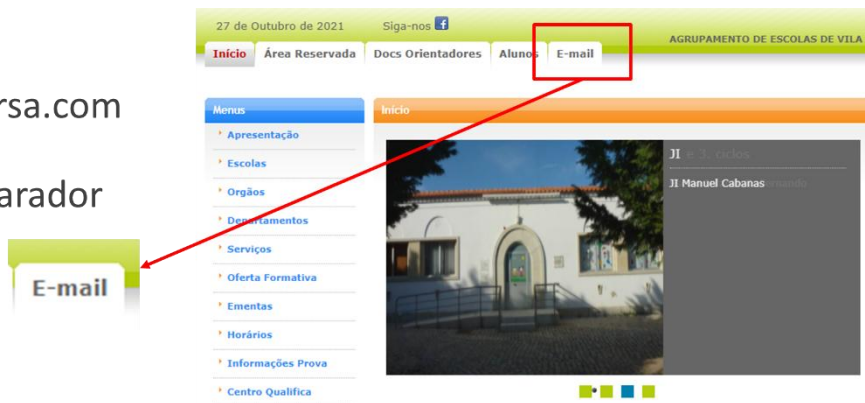 rsa.com
arador
E-mail
27 de Outubro de 2021 Siga-nos
AGRUPAMENTO DE ESCOLAS DE VILA
Início Área Reservada Docs Orientadores Alunos E-mail
Menus
Início
Apresentação
Escolas
Orgãos
Departamentos
Serviços
Oferta Formativa
Ementas
Horários
Informações Prova
Centro Qualifica
JI e 3. ciclos
JI Manuel Cabanas